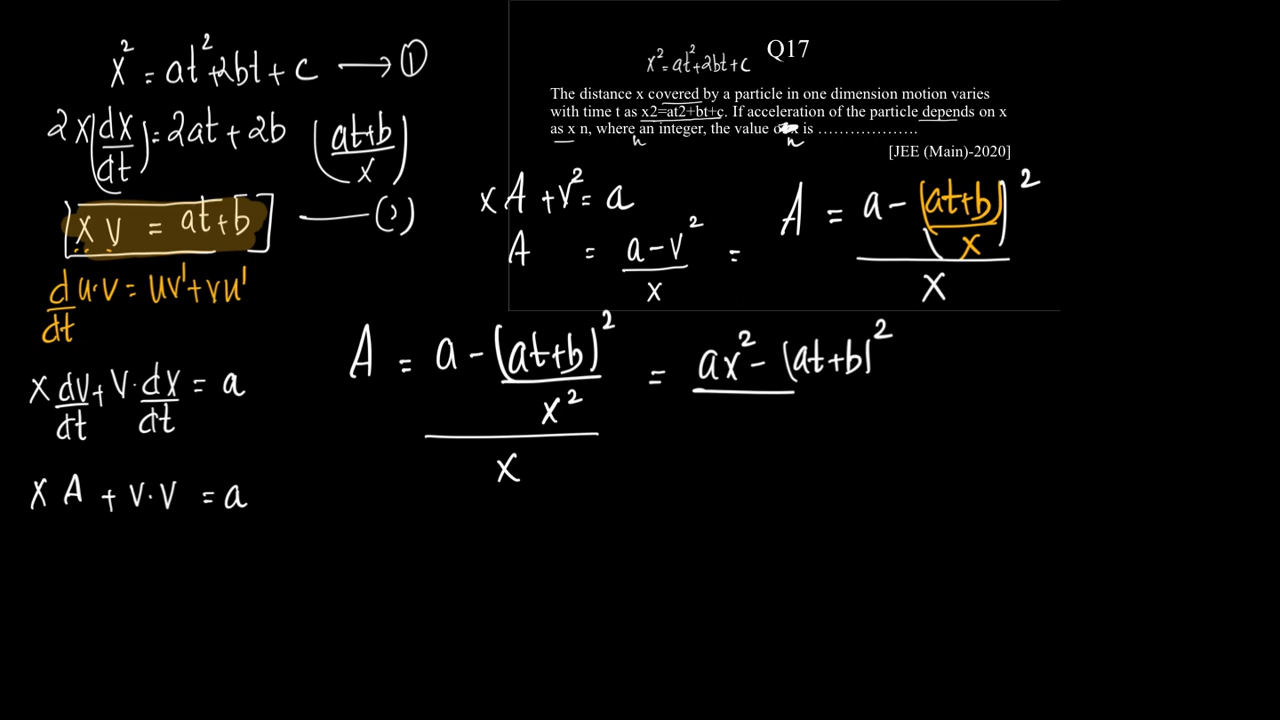 x² = at² + 2bt + c → ①
2x(dx/dt) = 2at + 2b (at+b/x)
x v = at+b —(2)
d/dt u·v = uv' + vu'
x dv/dt + v·dx/dt = a
x A + v·v = a
Q17
x² = at² + 2bt + c
The distance x covered by a particle in one dimension motion varies
with time t as x2=at2+bt+c. If acceleration of the particle depends on x
as x n, where n an integer, the value of n is ………………….
[JEE (Main)-2020]
x A + v² = a
A = a - v²/x =
A = a - (at+b/x)²/x
A = a - (at+b)²/x²/x = ax² - (at+b)²